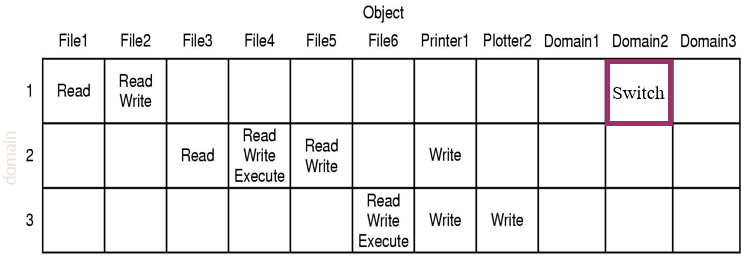 Object
File1 File2 File3 File4 File5 File6 Printer1 Plotter2 Domain1 Domain2 Domain3
domain
1
Read
Read
Write
Switch
2
Read
Read
Write
Execute
Read
Write
Write
3
Read
Write
Execute
Write
Write